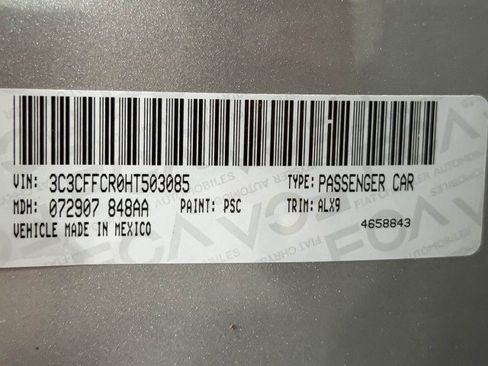 VIN: 3C3CFFCR0HT503085 TYPE: PASSENGER CAR
MDH: 072907 848AA PAINT: PSC TRIM: ALX9
VEHICLE MADE IN MEXICO 4658843